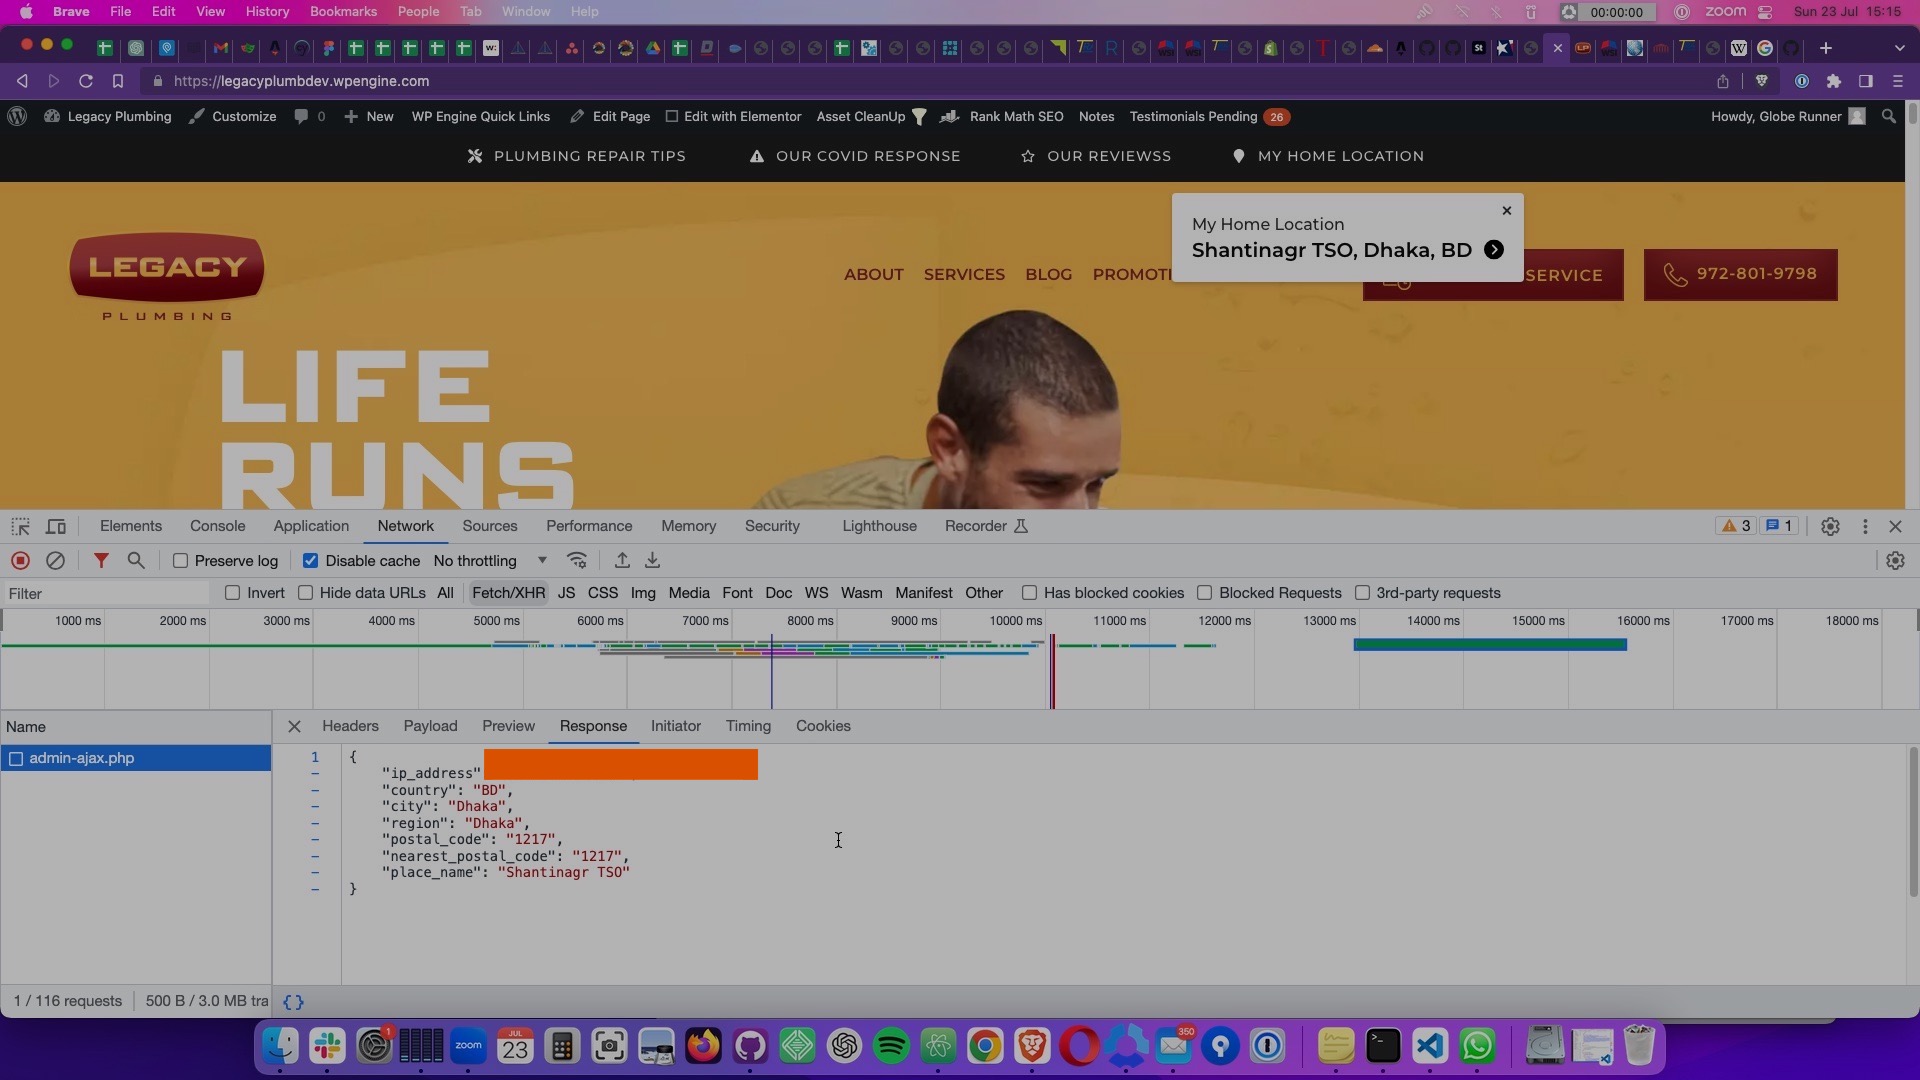 Brave File Edit View History Bookmarks People Tab Window Help 00:00:00 zoom Sun 23 Jul 15:15
https://legacyplumbdev.wpengine.com
Legacy Plumbing Customize 0 New WP Engine Quick Links Edit Page Edit with Elementor Asset CleanUp Rank Math SEO Notes Testimonials Pending 26 Howdy, Globe Runner
PLUMBING REPAIR TIPS OUR COVID RESPONSE OUR REVIEWSS MY HOME LOCATION
My Home Location
Shantinagr TSO, Dhaka, BD
LEGACY
PLUMBING
ABOUT SERVICES BLOG PROMOTI SERVICE 972-801-9798
LIFE
RUNS
Elements Console Application Network Sources Performance Memory Security Lighthouse Recorder 3 1
Preserve log Disable cache No throttling
Filter Invert Hide data URLs All Fetch/XHR JS CSS Img Media Font Doc WS Wasm Manifest Other Has blocked cookies Blocked Requests 3rd-party requests
1000 ms 2000 ms 3000 ms 4000 ms 5000 ms 6000 ms 7000 ms 8000 ms 9000 ms 10000 ms 11000 ms 12000 ms 13000 ms 14000 ms 15000 ms 16000 ms 17000 ms 18000 ms
Name Headers Payload Preview Response Initiator Timing Cookies
admin-ajax.php
1 {
- "ip_address"
- "country": "BD",
- "city": "Dhaka",
- "region": "Dhaka",
- "postal_code": "1217",
- "nearest_postal_code": "1217",
- "place_name": "Shantinagr TSO"
- }
1 / 116 requests 500 B / 3.0 MB tra {}
1 zoom JUL 23 350